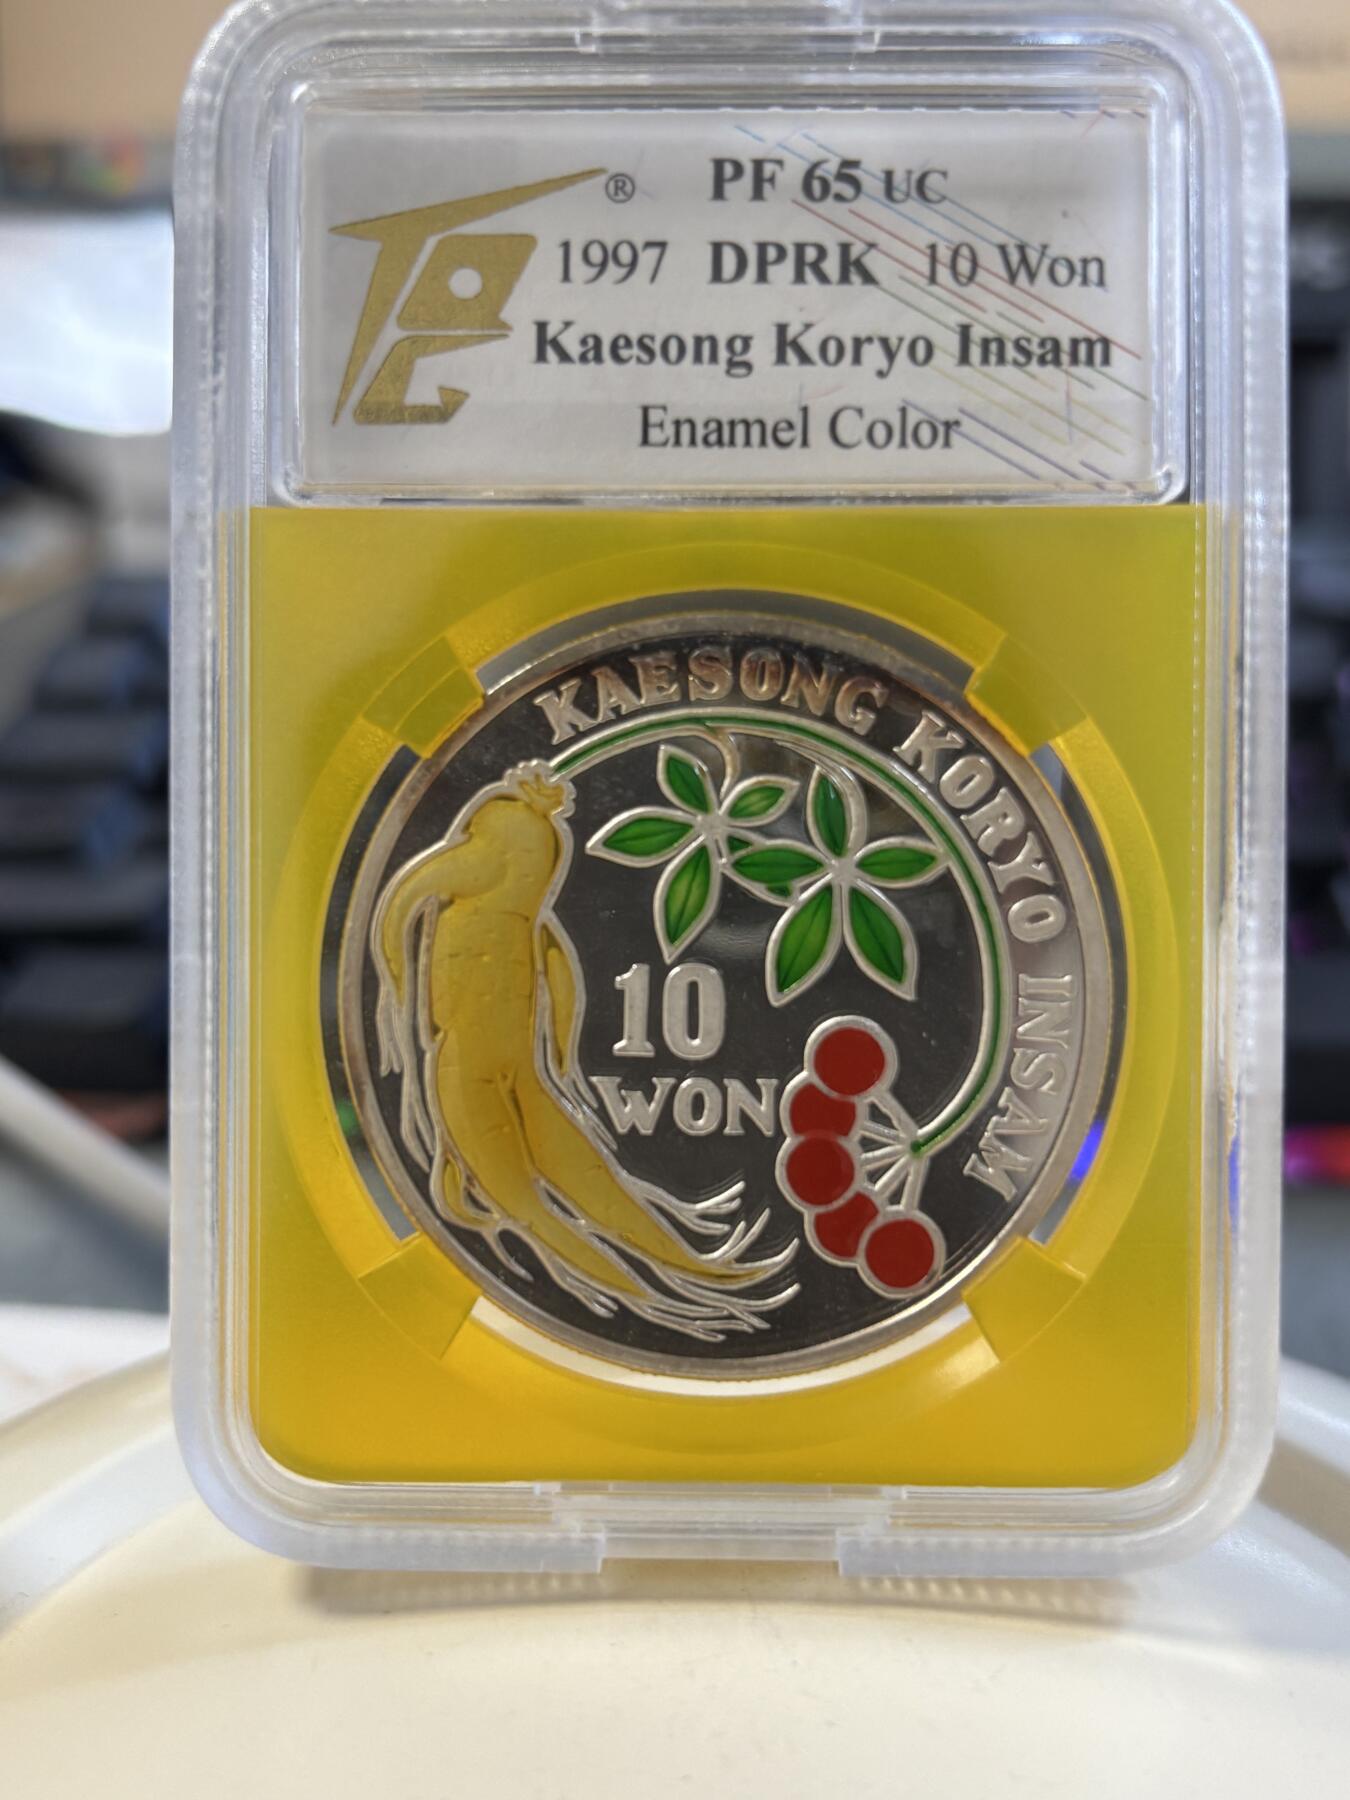 ® PF 65 UC
1997 DPRK 10 Won
Kaesong Koryo Insam
Enamel Color
KAESONG KORYO INSAM
10
WON